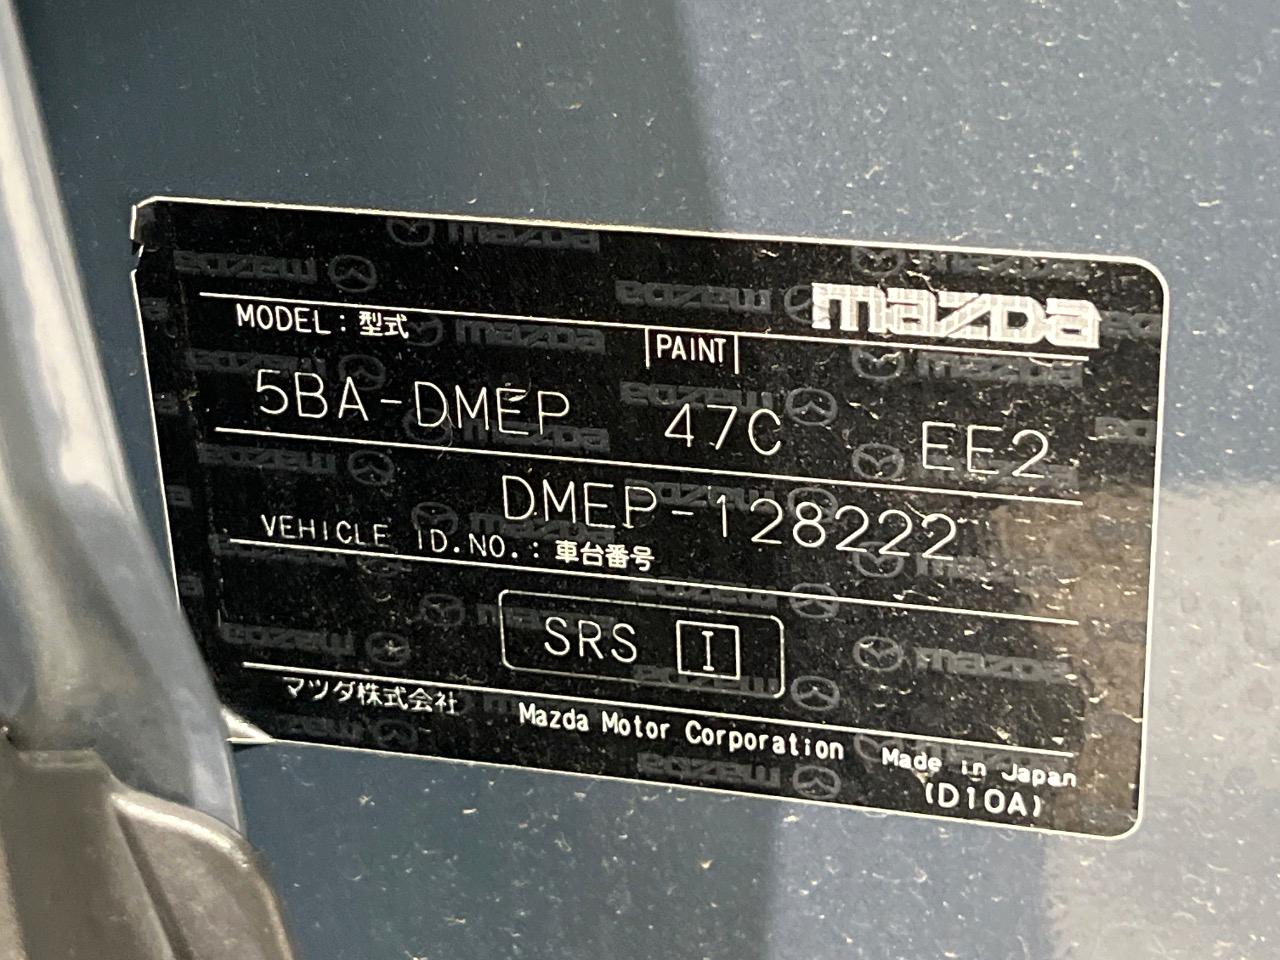 mazda
MODEL：型式 PAINT
5BA-DMEP 47C EE2
DMEP-128222
VEHICLE ID.NO.：車台番号
SRS I
マツダ株式会社 Mazda Motor Corporation Made in Japan
(D10A)